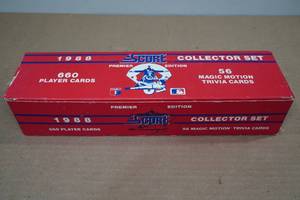 1988
SCORE
COLLECTOR SET
PREMIER EDITION
660
PLAYER CARDS
56
MAGIC MOTION
TRIVIA CARDS
PREMIER EDITION
1988
SCORE
COLLECTOR SET
660 PLAYER CARDS
56 MAGIC MOTION TRIVIA CARDS